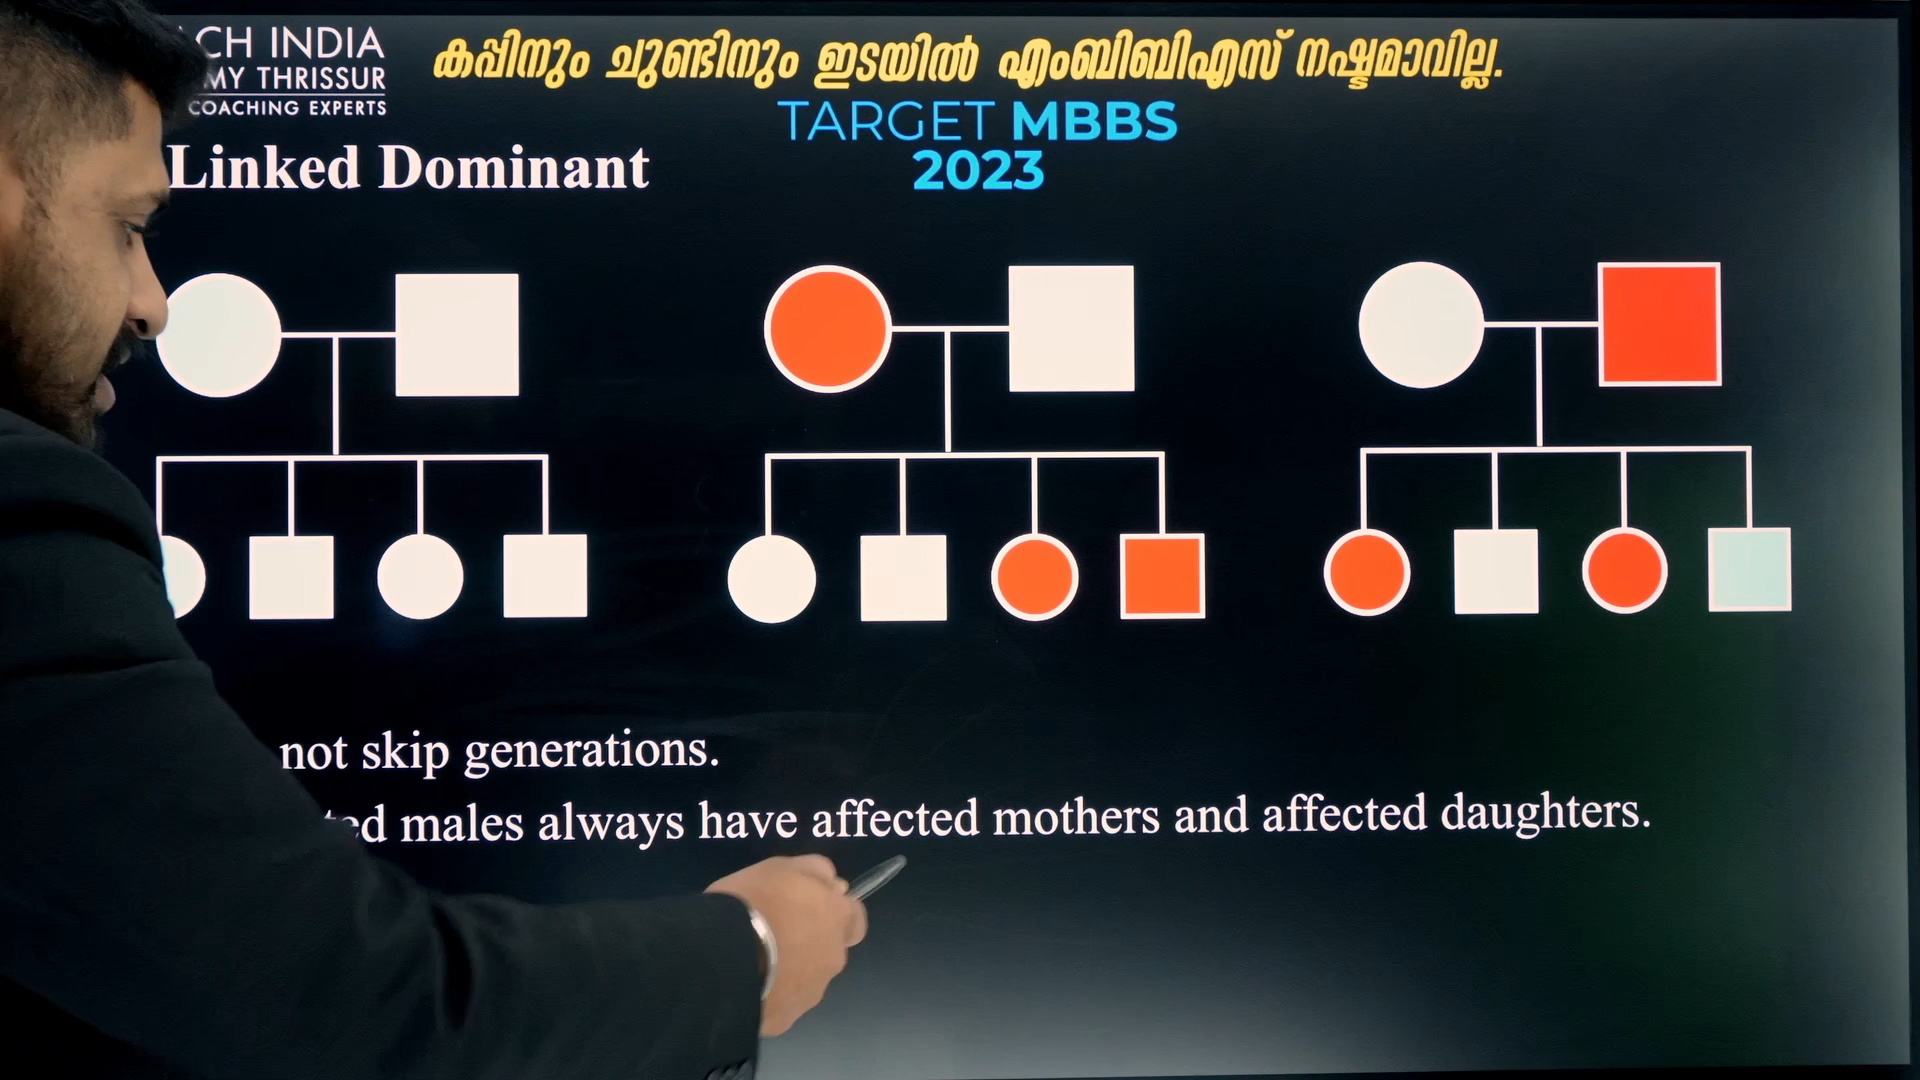 CH INDIA
MY THRISSUR
COACHING EXPERTS
കപ്പിനും ചുണ്ടിനും ഇടയിൽ എംബിബിഎസ് നഷ്ടമാവില്ല.
TARGET MBBS
2023
Linked Dominant
not skip generations.
ted males always have affected mothers and affected daughters.